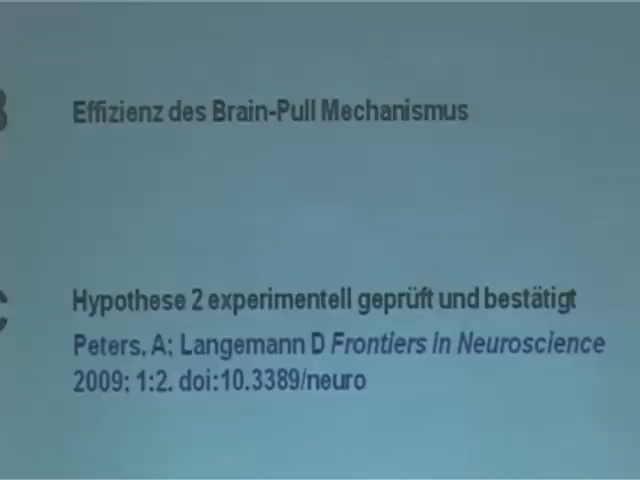 B
Effizienz des Brain-Pull Mechanismus
C
Hypothese 2 experimentell geprüft und bestätigt
Peters, A; Langemann D Frontiers in Neuroscience
2009; 1:2. doi:10.3389/neuro